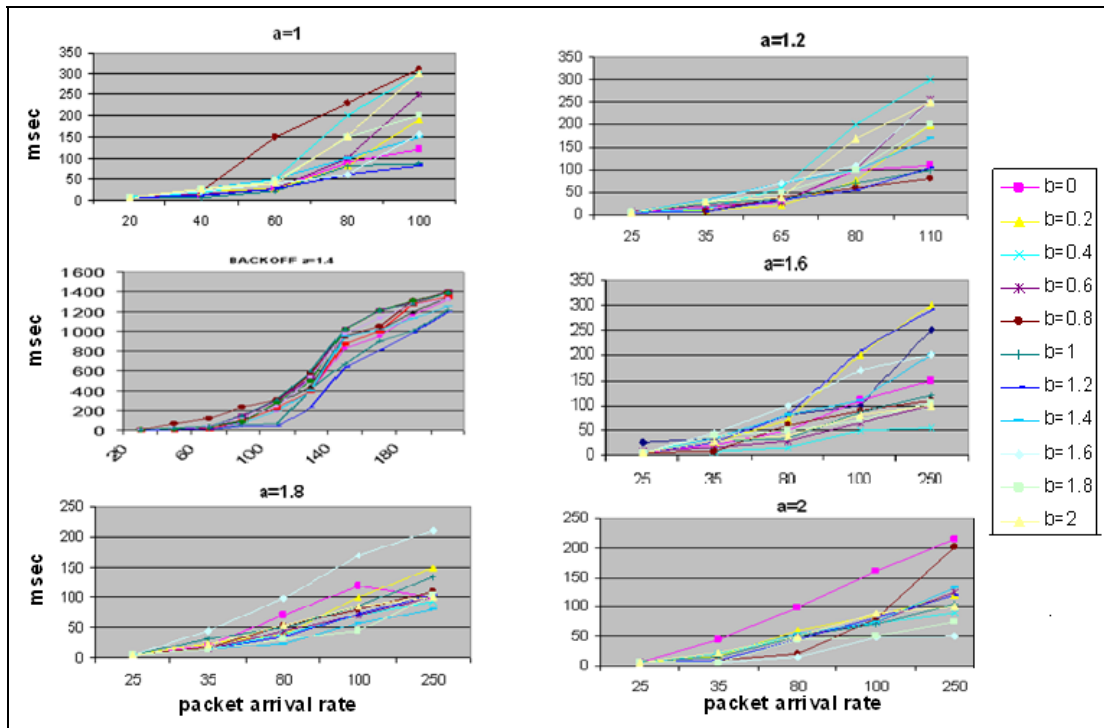 a=1
msec
350
300
250
200
150
100
50
0
20 40 60 80 100
a=1.2
350
300
250
200
150
100
50
0
25 35 65 80 110
BACKOFF a=1.4
msec
1600
1400
1200
1000
800
600
400
200
0
20 60 100 140 180
a=1.6
350
300
250
200
150
100
50
0
25 35 80 100 250
a=1.8
msec
250
200
150
100
50
0
25 35 80 100 250
packet arrival rate
a=2
250
200
150
100
50
0
25 35 80 100 250
packet arrival rate
b=0
b=0.2
b=0.4
b=0.6
b=0.8
b=1
b=1.2
b=1.4
b=1.6
b=1.8
b=2